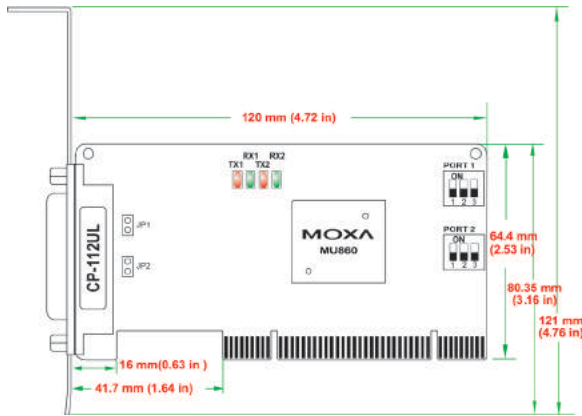 120 mm (4.72 in)
RX1 RX2
TX1 TX2
PORT 1
ON
1 2 3
JP1
MOXA
MU860
CP-112UL
PORT 2
ON
1 2 3
JP2
64.4 mm
(2.53 in)
80.35 mm
(3.16 in)
121 mm
(4.76 in)
16 mm(0.63 in )
41.7 mm (1.64 in)